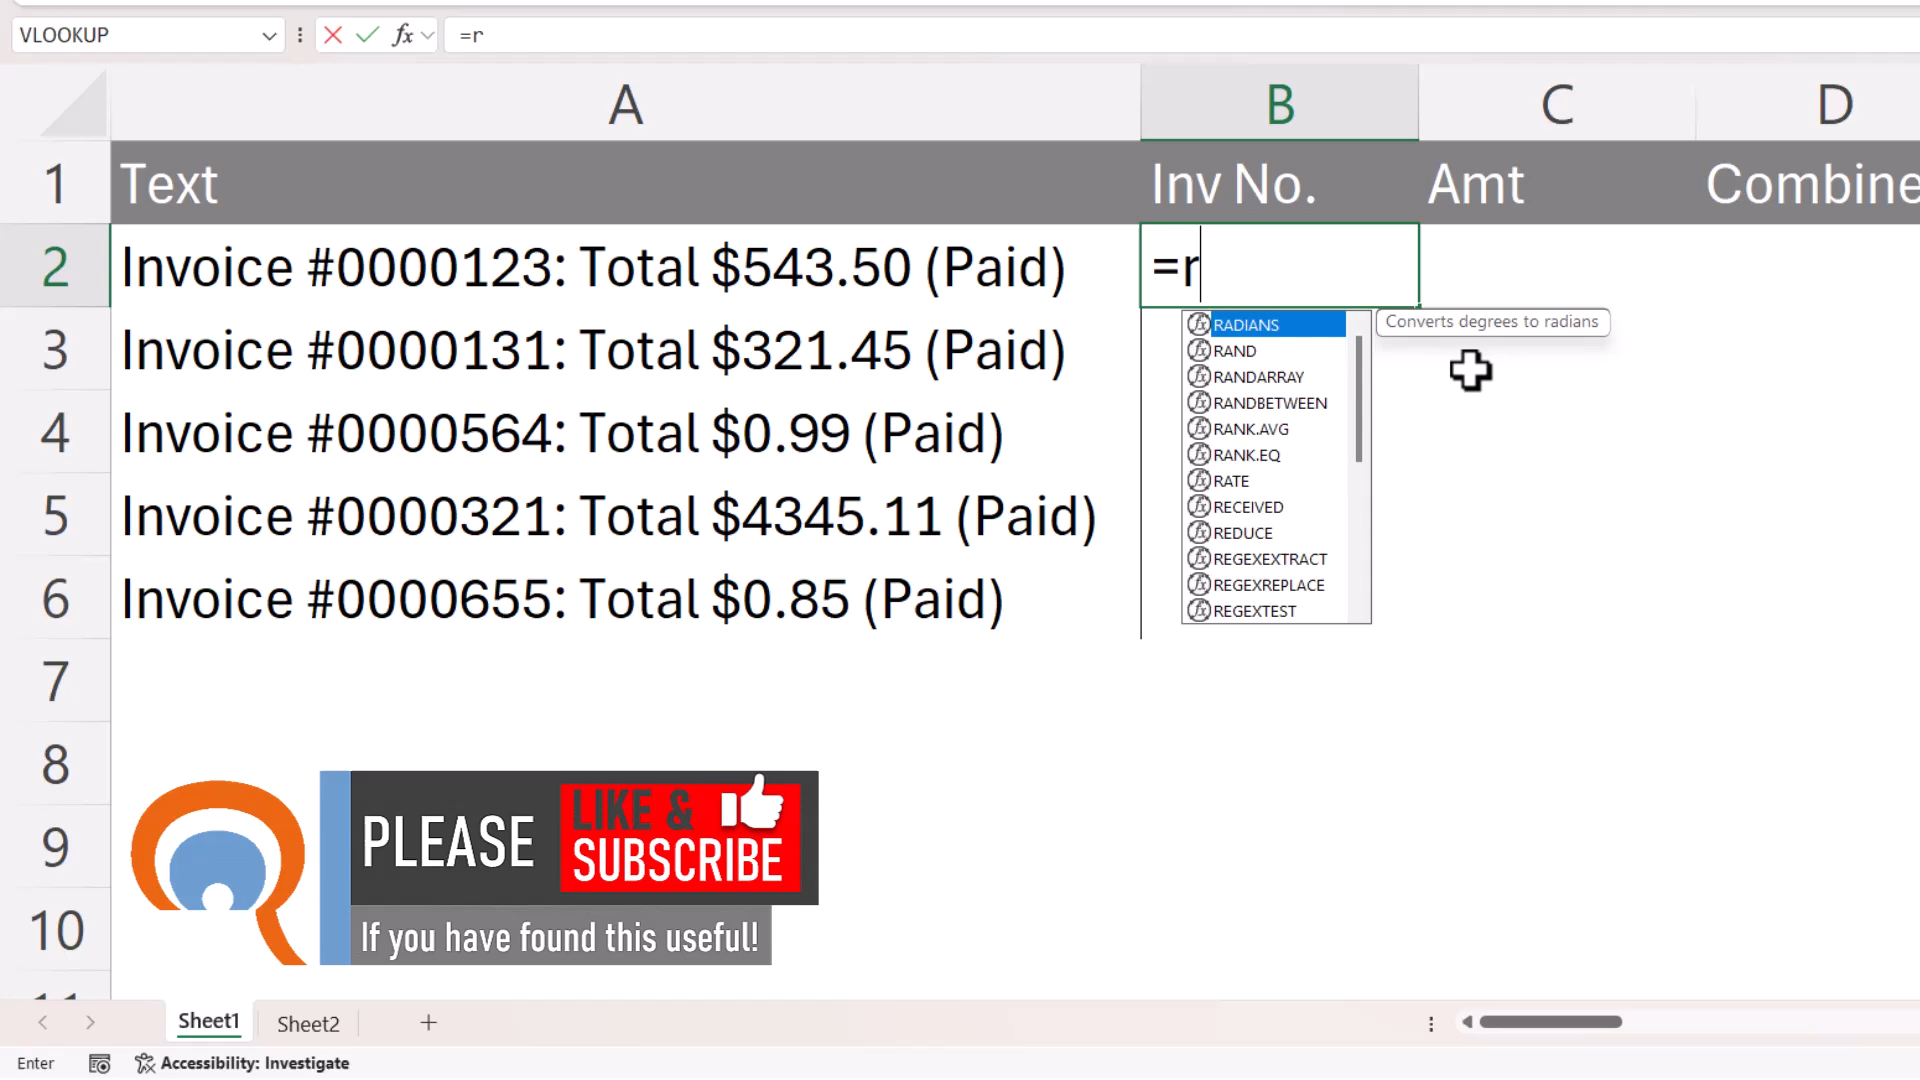 VLOOKUP
fx
=r
A
B
C
D
1
Text
Inv No.
Amt
Combine
2
Invoice #0000123: Total $543.50 (Paid)
=r
3
Invoice #0000131: Total $321.45 (Paid)
4
Invoice #0000564: Total $0.99 (Paid)
5
Invoice #0000321: Total $4345.11 (Paid)
6
Invoice #0000655: Total $0.85 (Paid)
RADIANS
Converts degrees to radians
RAND
RANDARRAY
RANDBETWEEN
RANK.AVG
RANK.EQ
RATE
RECEIVED
REDUCE
REGEXEXTRACT
REGEXREPLACE
REGEXTEST
7
8
9
10
PLEASE
LIKE &
SUBSCRIBE
If you have found this useful!
Sheet1
Sheet2
Enter
Accessibility: Investigate